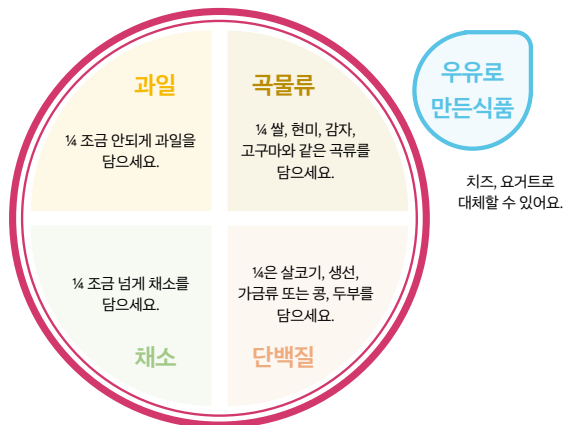 과일
¼ 조금 안되게 과일을
담으세요.
곡물류
¼ 쌀, 현미, 감자,
고구마와 같은 곡류를
담으세요.
우유로
만든식품
치즈, 요거트로
대체할 수 있어요.
¼ 조금 넘게 채소를
담으세요.
채소
¼은 살코기, 생선,
가금류 또는 콩, 두부를
담으세요.
단백질